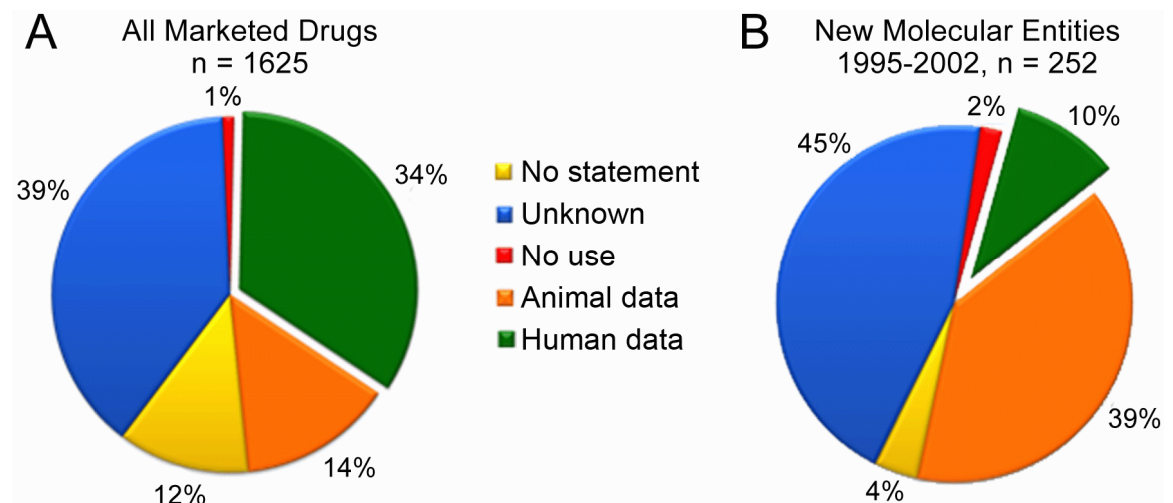 A
All Marketed Drugs
n = 1625
1%
34%
39%
14%
12%
No statement
Unknown
No use
Animal data
Human data
B
New Molecular Entities
1995-2002, n = 252
2%
10%
45%
39%
4%